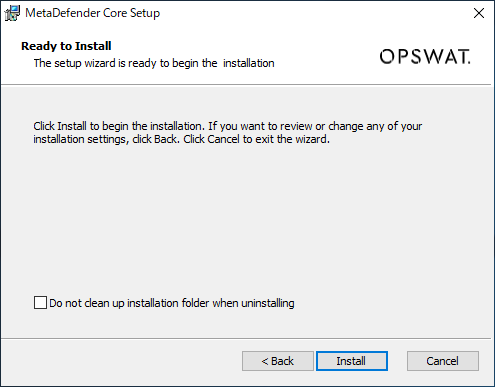 MetaDefender Core Setup
Ready to Install
The setup wizard is ready to begin the  installation
OPSWAT.
Click Install to begin the installation. If you want to review or change any of your
installation settings, click Back. Click Cancel to exit the wizard.
Do not clean up installation folder when uninstalling
< Back
Install
Cancel